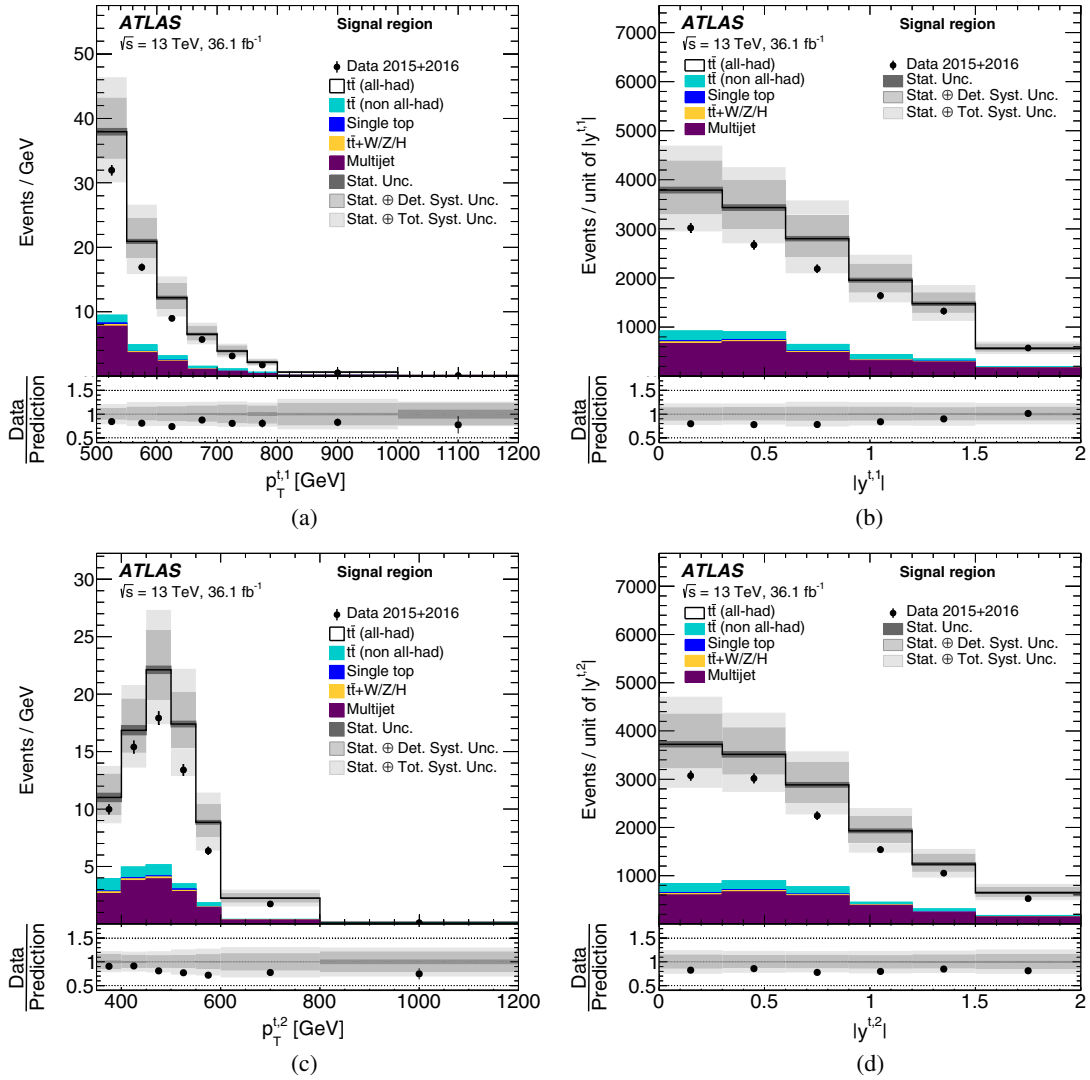 ATLAS Signal region
√s = 13 TeV, 36.1 fb⁻¹
Data 2015+2016
tt̄ (all-had)
tt̄ (non all-had)
Single top
tt̄+W/Z/H
Multijet
Stat. Unc.
Stat. ⊕ Det. Syst. Unc.
Stat. ⊕ Tot. Syst. Unc.
Events / GeV
50
40
30
20
10
Data
Prediction
1.5
1
0.5
500 600 700 800 900 1000 1100 1200
p_T^{t,1} [GeV]
(a)
ATLAS Signal region
√s = 13 TeV, 36.1 fb⁻¹
tt̄ (all-had)
tt̄ (non all-had)
Single top
tt̄+W/Z/H
Multijet
Data 2015+2016
Stat. Unc.
Stat. ⊕ Det. Syst. Unc.
Stat. ⊕ Tot. Syst. Unc.
Events / unit of |y^{t,1}|
7000
6000
5000
4000
3000
2000
1000
Data
Prediction
1.5
1
0.5
0 0.5 1 1.5 2
|y^{t,1}|
(b)
ATLAS Signal region
√s = 13 TeV, 36.1 fb⁻¹
Data 2015+2016
tt̄ (all-had)
tt̄ (non all-had)
Single top
tt̄+W/Z/H
Multijet
Stat. Unc.
Stat. ⊕ Det. Syst. Unc.
Stat. ⊕ Tot. Syst. Unc.
Events / GeV
30
25
20
15
10
5
Data
Prediction
1.5
1
0.5
400 600 800 1000 1200
p_T^{t,2} [GeV]
(c)
ATLAS Signal region
√s = 13 TeV, 36.1 fb⁻¹
tt̄ (all-had)
tt̄ (non all-had)
Single top
tt̄+W/Z/H
Multijet
Data 2015+2016
Stat. Unc.
Stat. ⊕ Det. Syst. Unc.
Stat. ⊕ Tot. Syst. Unc.
Events / unit of |y^{t,2}|
7000
6000
5000
4000
3000
2000
1000
Data
Prediction
1.5
1
0.5
0 0.5 1 1.5 2
|y^{t,2}|
(d)